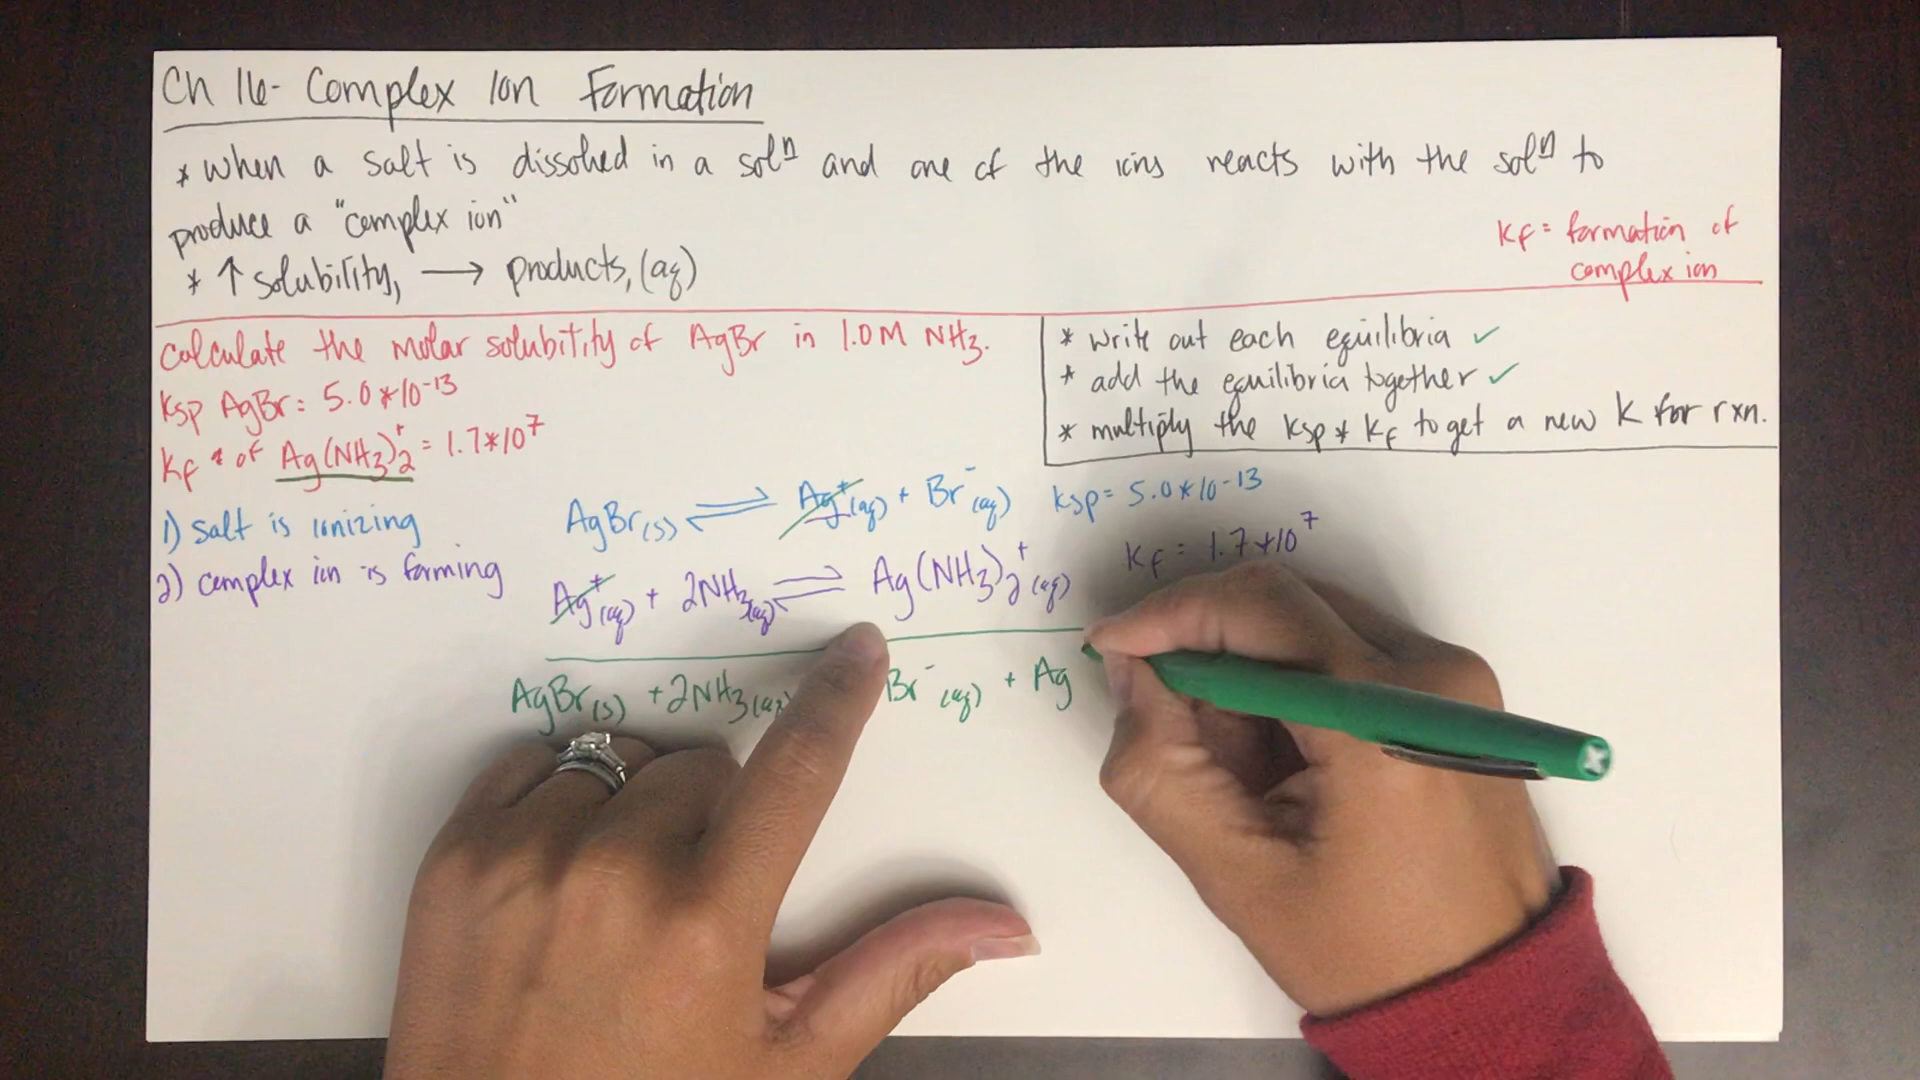 Ch 16- Complex Ion Formation
* when a salt is dissolved in a solⁿ and one of the ions reacts with the solⁿ to
produce a "complex ion"
* ↑ solubility, → products, (aq)
Kf = formation of
complex ion
Calculate the molar solubility of AgBr in 1.0M NH3.
Ksp AgBr: 5.0*10^-13
Kf of Ag(NH3)2^+ = 1.7*10^7
* write out each equilibria ✓
* add the equilibria together ✓
* multiply the Ksp * Kf to get a new K for rxn.
1) salt is ionizing
AgBr(s) ⇌ Ag^+(aq) + Br^-(aq) Ksp = 5.0*10^-13
2) complex ion is forming
Ag^+(aq) + 2NH3(aq) ⇌ Ag(NH3)2^+(aq) Kf = 1.7*10^7
AgBr(s) + 2NH3(aq) Br^-(aq) + Ag